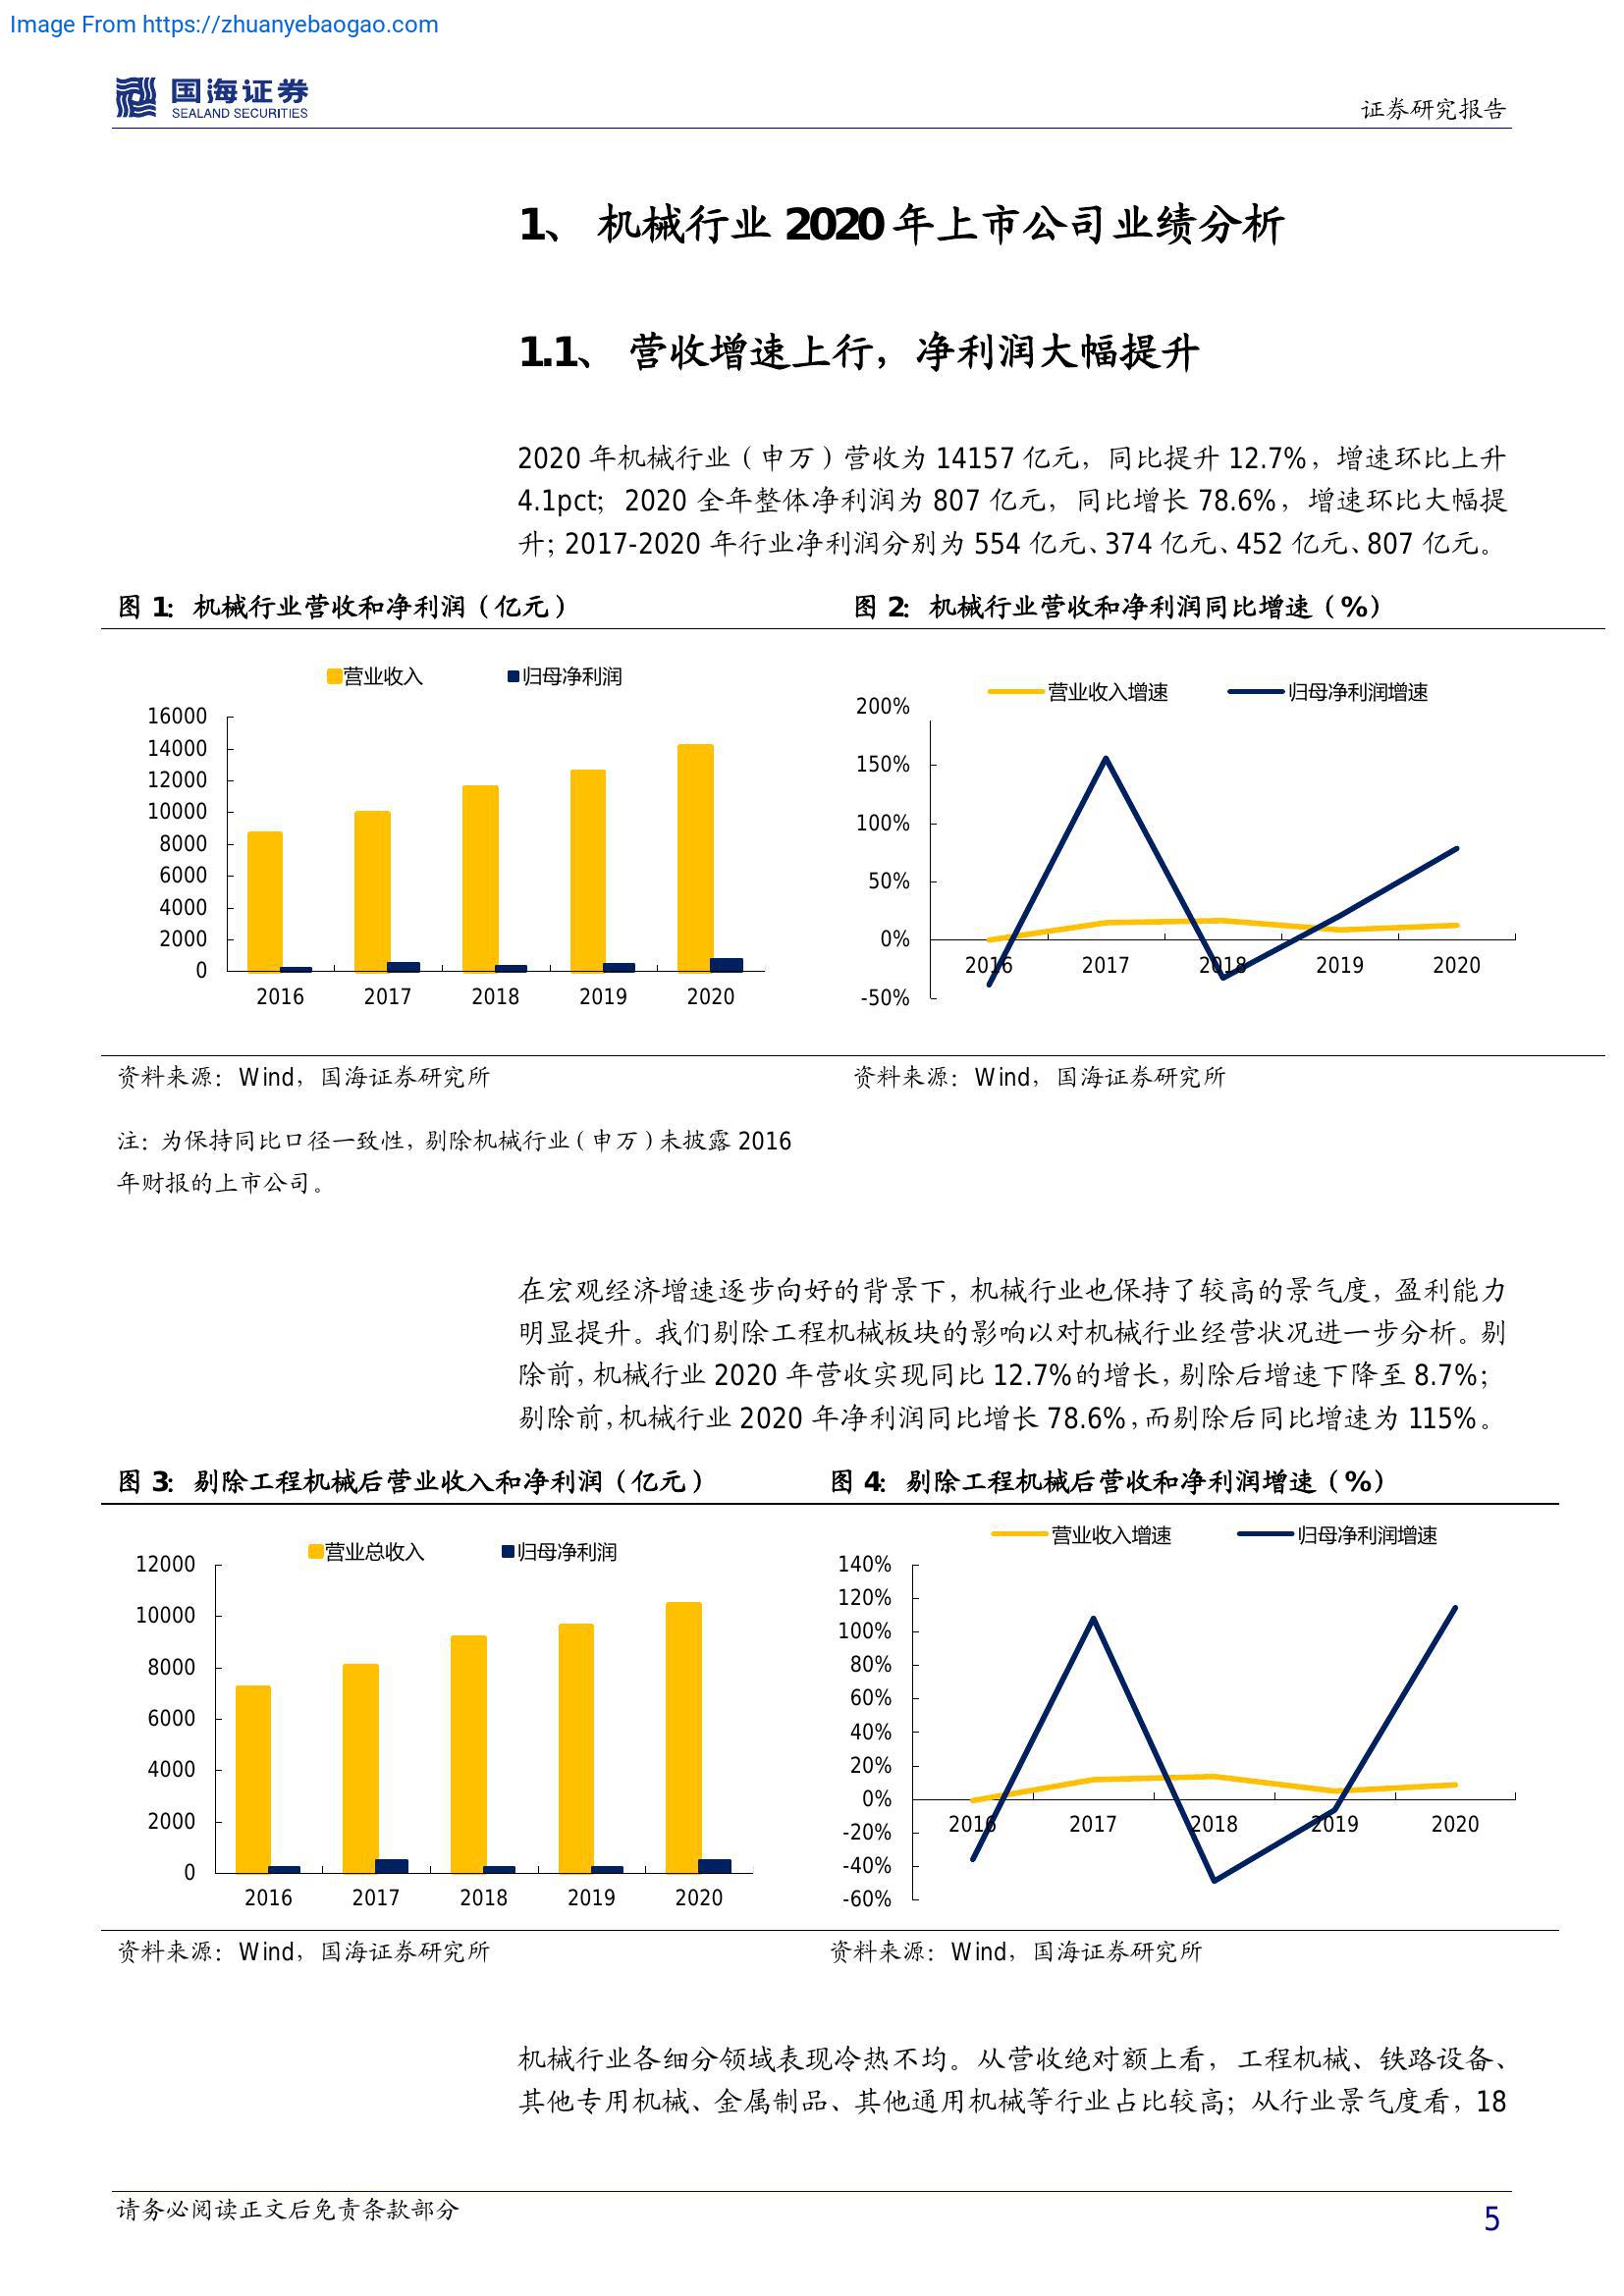 Image From https://zhuanyebaogao.com
国海证券
SEALAND SECURITIES
证券研究报告
1、 机械行业 2020 年上市公司业绩分析
1.1、 营收增速上行，净利润大幅提升
2020 年机械行业（申万）营收为 14157 亿元，同比提升 12.7%，增速环比上升
4.1pct；2020 全年整体净利润为 807 亿元，同比增长 78.6%，增速环比大幅提
升；2017-2020 年行业净利润分别为 554 亿元、374 亿元、452 亿元、807 亿元。
图 1：机械行业营收和净利润（亿元）
营业收入 归母净利润
16000
14000
12000
10000
8000
6000
4000
2000
0
2016 2017 2018 2019 2020
资料来源：Wind，国海证券研究所
注：为保持同比口径一致性，剔除机械行业（申万）未披露 2016
年财报的上市公司。
图 2：机械行业营收和净利润同比增速（%）
营业收入增速 归母净利润增速
200%
150%
100%
50%
0%
-50%
2016 2017 2018 2019 2020
资料来源：Wind，国海证券研究所
在宏观经济增速逐步向好的背景下，机械行业也保持了较高的景气度，盈利能力
明显提升。我们剔除工程机械板块的影响以对机械行业经营状况进一步分析。剔
除前，机械行业 2020 年营收实现同比 12.7%的增长，剔除后增速下降至 8.7%；
剔除前，机械行业 2020 年净利润同比增长 78.6%，而剔除后同比增速为 115%。
图 3：剔除工程机械后营业收入和净利润（亿元）
营业总收入 归母净利润
12000
10000
8000
6000
4000
2000
0
2016 2017 2018 2019 2020
资料来源：Wind，国海证券研究所
图 4：剔除工程机械后营收和净利润增速（%）
营业收入增速 归母净利润增速
140%
120%
100%
80%
60%
40%
20%
0%
-20%
-40%
-60%
2016 2017 2018 2019 2020
资料来源：Wind，国海证券研究所
机械行业各细分领域表现冷热不均。从营收绝对额上看，工程机械、铁路设备、
其他专用机械、金属制品、其他通用机械等行业占比较高；从行业景气度看，18
请务必阅读正文后免责条款部分
5